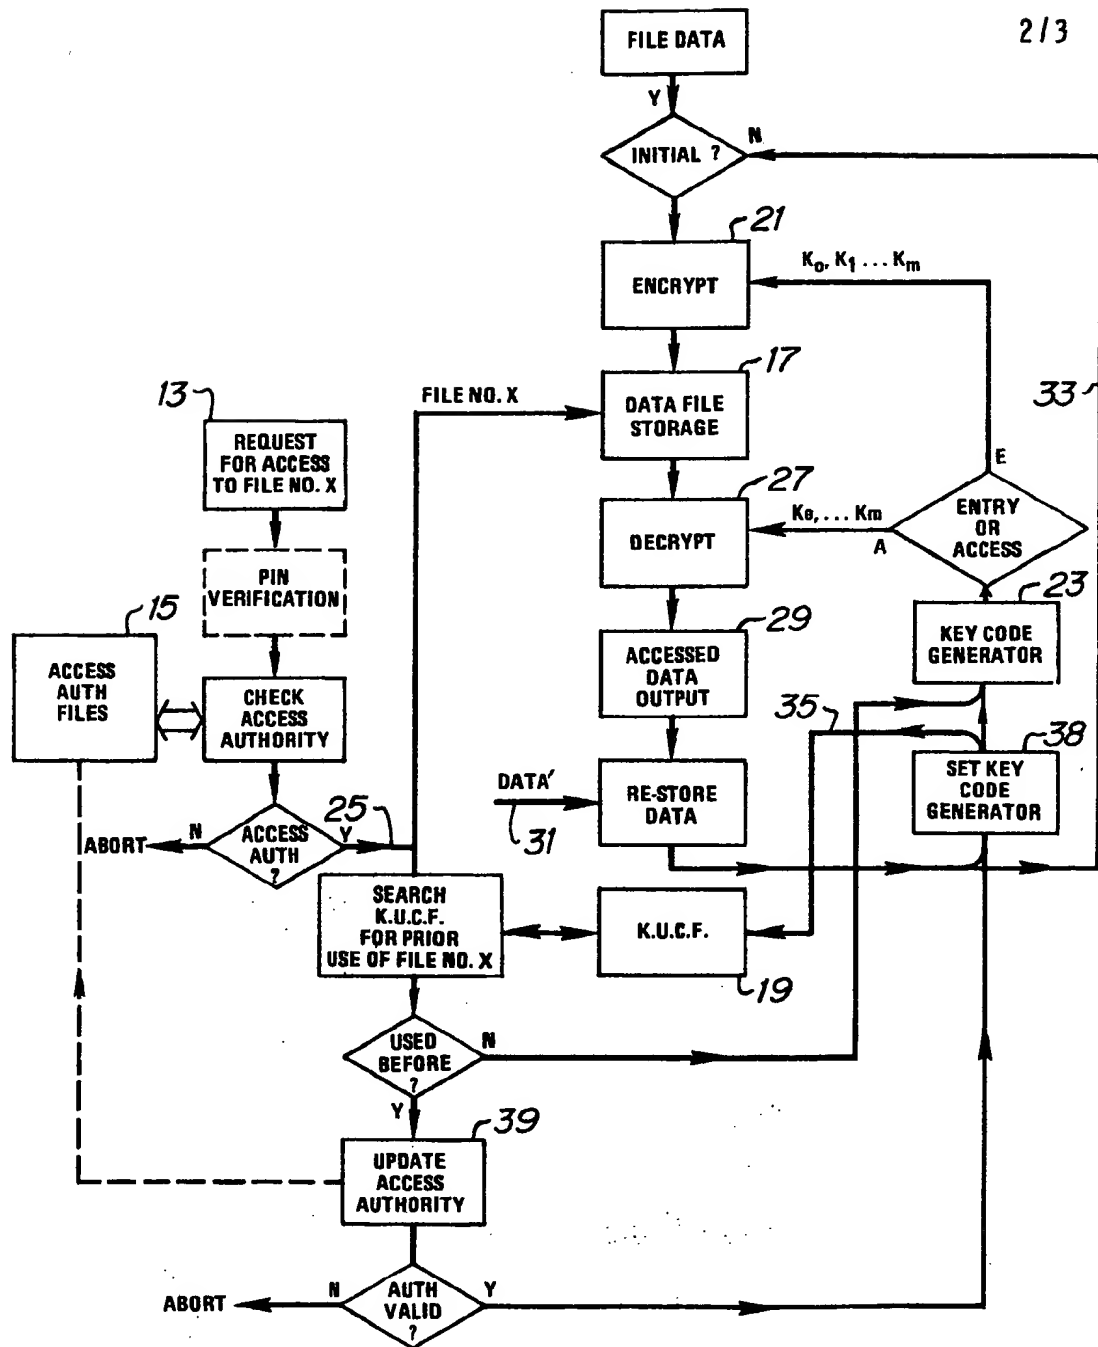 2/3
FILE DATA
Y
INITIAL ?
N
21
ENCRYPT
K₀, K₁ ... Kₘ
17
FILE NO. X
DATA FILE
STORAGE
33
13
REQUEST
FOR ACCESS
TO FILE NO. X
E
27
DECRYPT
Kₑ, ... Kₘ
A
ENTRY
OR
ACCESS
PIN
VERIFICATION
15
ACCESS
AUTH
FILES
CHECK
ACCESS
AUTHORITY
29
ACCESSED
DATA
OUTPUT
23
KEY CODE
GENERATOR
35
38
SET KEY
CODE
GENERATOR
DATA'
31
RE-STORE
DATA
ABORT
N
ACCESS
AUTH
?
Y
25
SEARCH
K.U.C.F.
FOR PRIOR
USE OF FILE NO. X
K.U.C.F.
19
USED
BEFORE
?
N
Y
39
UPDATE
ACCESS
AUTHORITY
ABORT
N
AUTH
VALID
?
Y